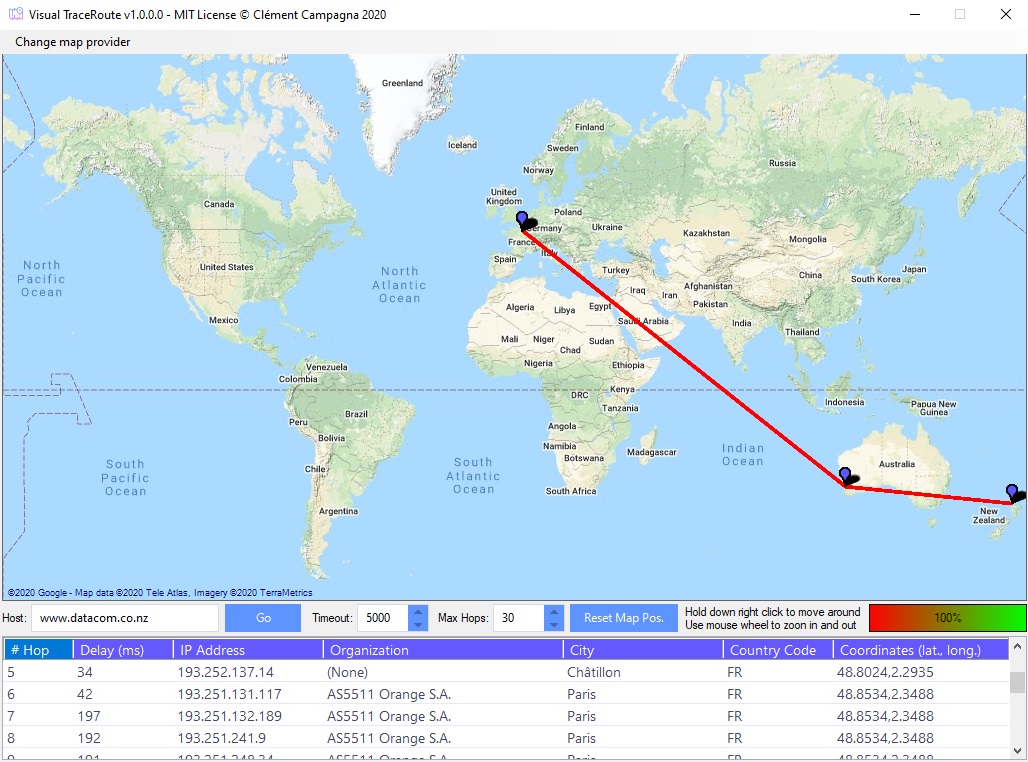 Visual TraceRoute v1.0.0.0 - MIT License © Clément Campagna 2020
Change map provider
Greenland
Iceland
Finland
Sweden
Norway
Russia
United
Kingdom
Canada
Poland
Germany
Ukraine
France
Kazakhstan
Mongolia
Italy
Spain
North
Pacific
Ocean
United States
North
Atlantic
Ocean
Turkey
China
South Korea
Japan
Iraq
Iran
Afghanistan
Pakistan
Algeria
Libya
Egypt
Saudi Arabia
India
Mexico
Mali
Niger
Chad
Sudan
Thailand
Nigeria
Ethiopia
Venezuela
Colombia
DRC
Kenya
Tanzania
Indonesia
Papua New
Guinea
Brazil
Peru
Bolivia
Angola
Namibia
Botswana
Madagascar
Indian
Ocean
South
Pacific
Ocean
Chile
South
Atlantic
Ocean
Australia
South Africa
Argentina
New
Zealand
©2020 Google - Map data ©2020 Tele Atlas, Imagery ©2020 TerraMetrics
Host: www.datacom.co.nz Go Timeout: 5000 Max Hops: 30 Reset Map Pos. Hold down right click to move around 100%
Use mouse wheel to zoon in and out
# Hop Delay (ms) IP Address Organization City Country Code Coordinates (lat., long.)
5 34 193.252.137.14 (None) Châtillon FR 48.8024,2.2935
6 42 193.251.131.117 AS5511 Orange S.A. Paris FR 48.8534,2.3488
7 197 193.251.132.189 AS5511 Orange S.A. Paris FR 48.8534,2.3488
8 192 193.251.241.9 AS5511 Orange S.A. Paris FR 48.8534,2.3488